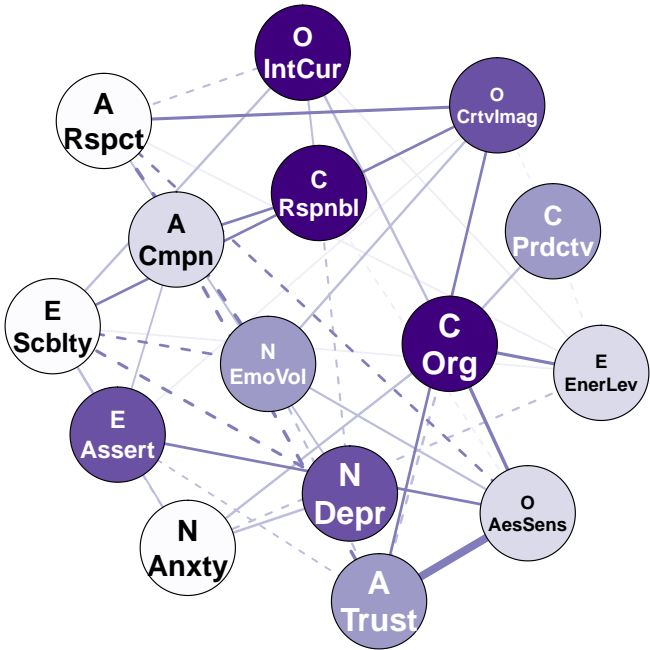 O
IntCur
O
CrtvImag
A
Rspct
C
Rspnbl
C
Prdctv
A
Cmpn
E
Scblty
C
Org
N
EmoVol
E
EnerLev
E
Assert
N
Depr
O
AesSens
N
Anxty
A
Trust